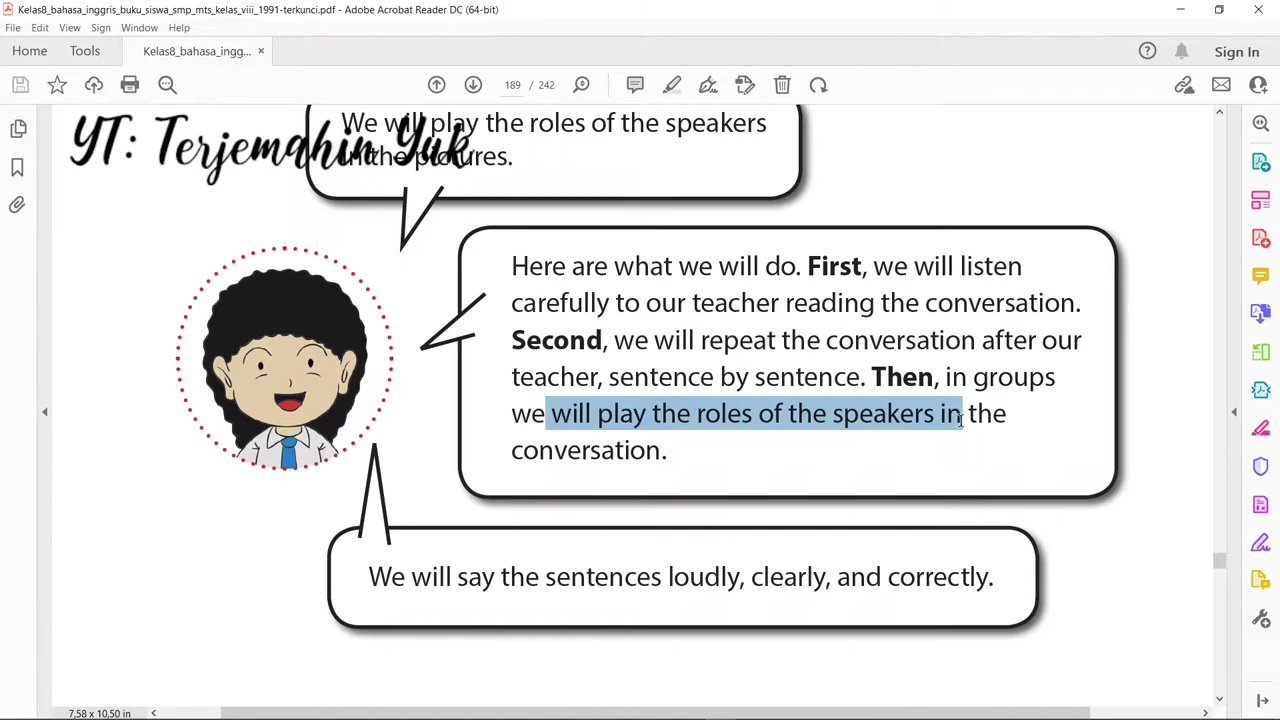 Kelas8_bahasa_inggris_buku_siswa_smp_mts_kelas_viii_1991-terkunci.pdf - Adobe Acrobat Reader DC (64-bit)
File Edit View Sign Window Help
Home Tools Kelas8_bahasa_ingg... × Sign In
189 / 242
YT: Terjemahin Yuk
We will play the roles of the speakers
in the pictures.
Here are what we will do. First, we will listen
carefully to our teacher reading the conversation.
Second, we will repeat the conversation after our
teacher, sentence by sentence. Then, in groups
we will play the roles of the speakers in the
conversation.
We will say the sentences loudly, clearly, and correctly.
7,58 x 10,50 in